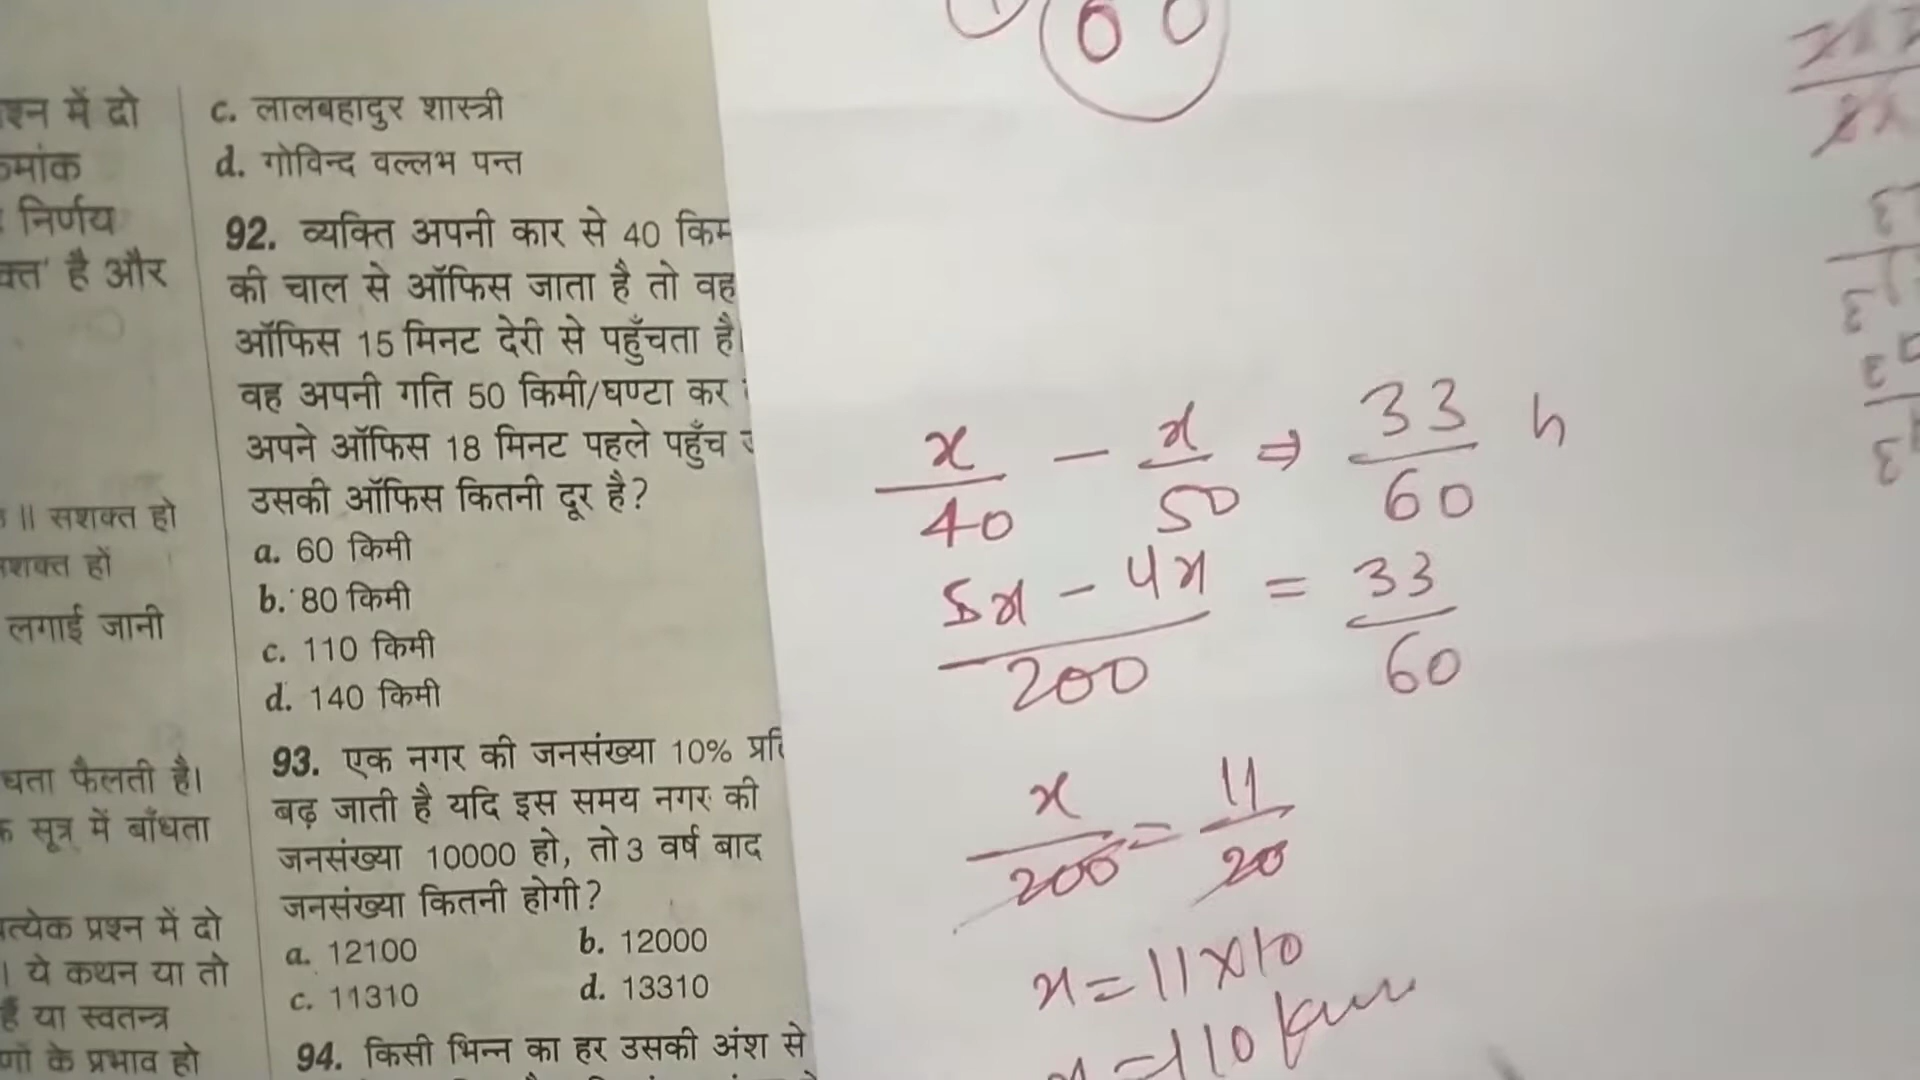 में दो
निर्णय
है और
|| सशक्त हो
हों
लगाई जानी
फैलती है।
सूत्र में बाँधता
प्रश्न में दो
। ये कथन या तो
या स्वतन्त्र
के प्रभाव हो
c. लालबहादुर शास्त्री
d. गोविन्द वल्लभ पन्त
92. व्यक्ति अपनी कार से 40
की चाल से ऑफिस जाता है तो वह
ऑफिस 15 मिनट देरी से पहुँचता है।
वह अपनी गति 50 किमी/घण्टा कर
अपने ऑफिस 18 मिनट पहले पहुँच
उसकी ऑफिस कितनी दूर है?
a. 60 किमी
b. 80 किमी
c. 110 किमी
d. 140 किमी
93. एक नगर की जनसंख्या 10%
बढ़ जाती है यदि इस समय नगर की
जनसंख्या 10000 हो, तो 3 वर्ष बाद
जनसंख्या कितनी होगी?
a. 12100 b. 12000
c. 11310 d. 13310
94. किसी भिन्न का हर उसकी अंश से
60
x/40 - x/50 ⇒ 33/60 h
5x - 4x/200 = 33/60
x/200 = 11/20
x = 11×10
x = 110 km